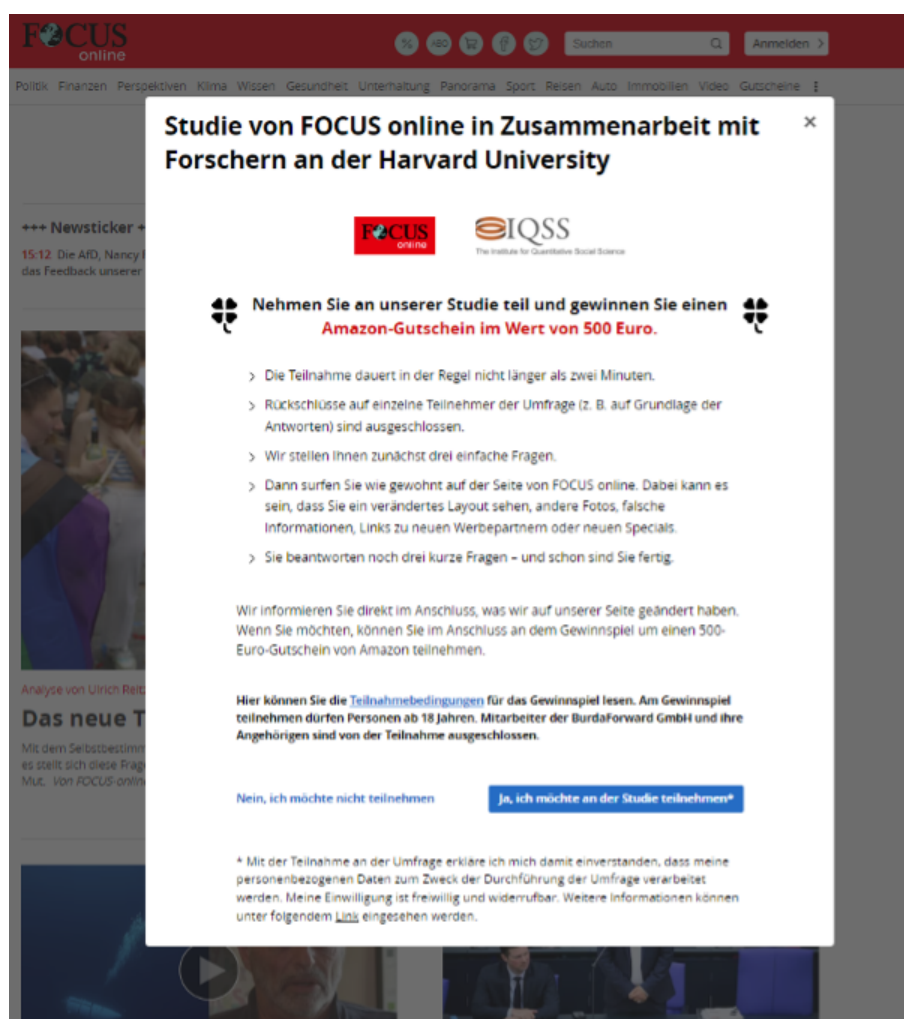 FOCUS
online
%
ABO
Suchen
Anmelden
Politik Finanzen Perspektiven Klima Wissen Gesundheit Unterhaltung Panorama Sport Reisen Auto Immobilien Video Gutscheine
Studie von FOCUS online in Zusammenarbeit mit
Forschern an der Harvard University
×
+++ Newsticker +
15:12 Die AfD, Nancy
das Feedback unserer
FOCUS
online
IQSS
The Institute for Quantitative Social Science
Nehmen Sie an unserer Studie teil und gewinnen Sie einen
Amazon-Gutschein im Wert von 500 Euro.
> Die Teilnahme dauert in der Regel nicht länger als zwei Minuten.
> Rückschlüsse auf einzelne Teilnehmer der Umfrage (z. B. auf Grundlage der
Antworten) sind ausgeschlossen.
> Wir stellen Ihnen zunächst drei einfache Fragen.
> Dann surfen Sie wie gewohnt auf der Seite von FOCUS online. Dabei kann es
sein, dass Sie ein verändertes Layout sehen, andere Fotos, falsche
Informationen, Links zu neuen Werbepartnern oder neuen Specials.
> Sie beantworten noch drei kurze Fragen – und schon sind Sie fertig.
Wir informieren Sie direkt im Anschluss, was wir auf unserer Seite geändert haben.
Wenn Sie möchten, können Sie im Anschluss an dem Gewinnspiel um einen 500-
Euro-Gutschein von Amazon teilnehmen.
Analyse von Ulrich Reitz
Das neue T
Mit dem Selbstbestimm
es stellt sich diese Frag
Mut. Von FOCUS-onlin
Hier können Sie die Teilnahmebedingungen für das Gewinnspiel lesen. Am Gewinnspiel
teilnehmen dürfen Personen ab 18 Jahren. Mitarbeiter der BurdaForward GmbH und ihre
Angehörigen sind von der Teilnahme ausgeschlossen.
Nein, ich möchte nicht teilnehmen
Ja, ich möchte an der Studie teilnehmen*
* Mit der Teilnahme an der Umfrage erkläre ich mich damit einverstanden, dass meine
personenbezogenen Daten zum Zweck der Durchführung der Umfrage verarbeitet
werden. Meine Einwilligung ist freiwillig und widerrufbar. Weitere Informationen können
unter folgendem Link eingesehen werden.